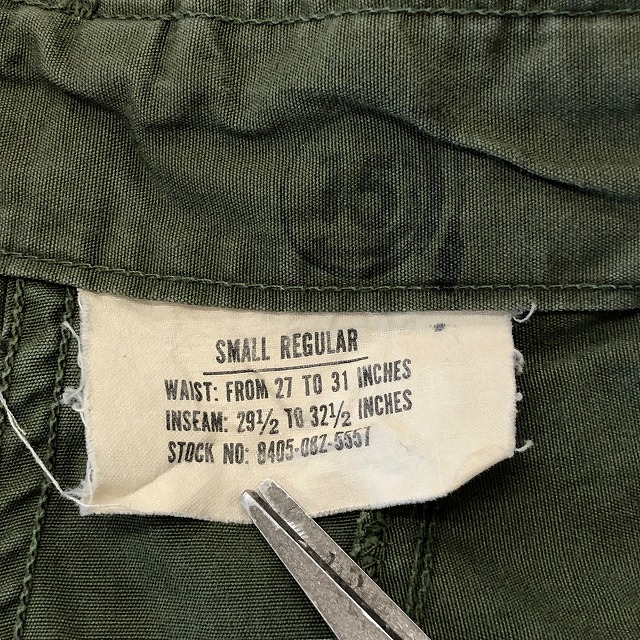 SMALL REGULAR
WAIST: FROM 27 TO 31 INCHES
INSEAM: 29½ TO 32½ INCHES
STOCK NO: 8405-082-5557